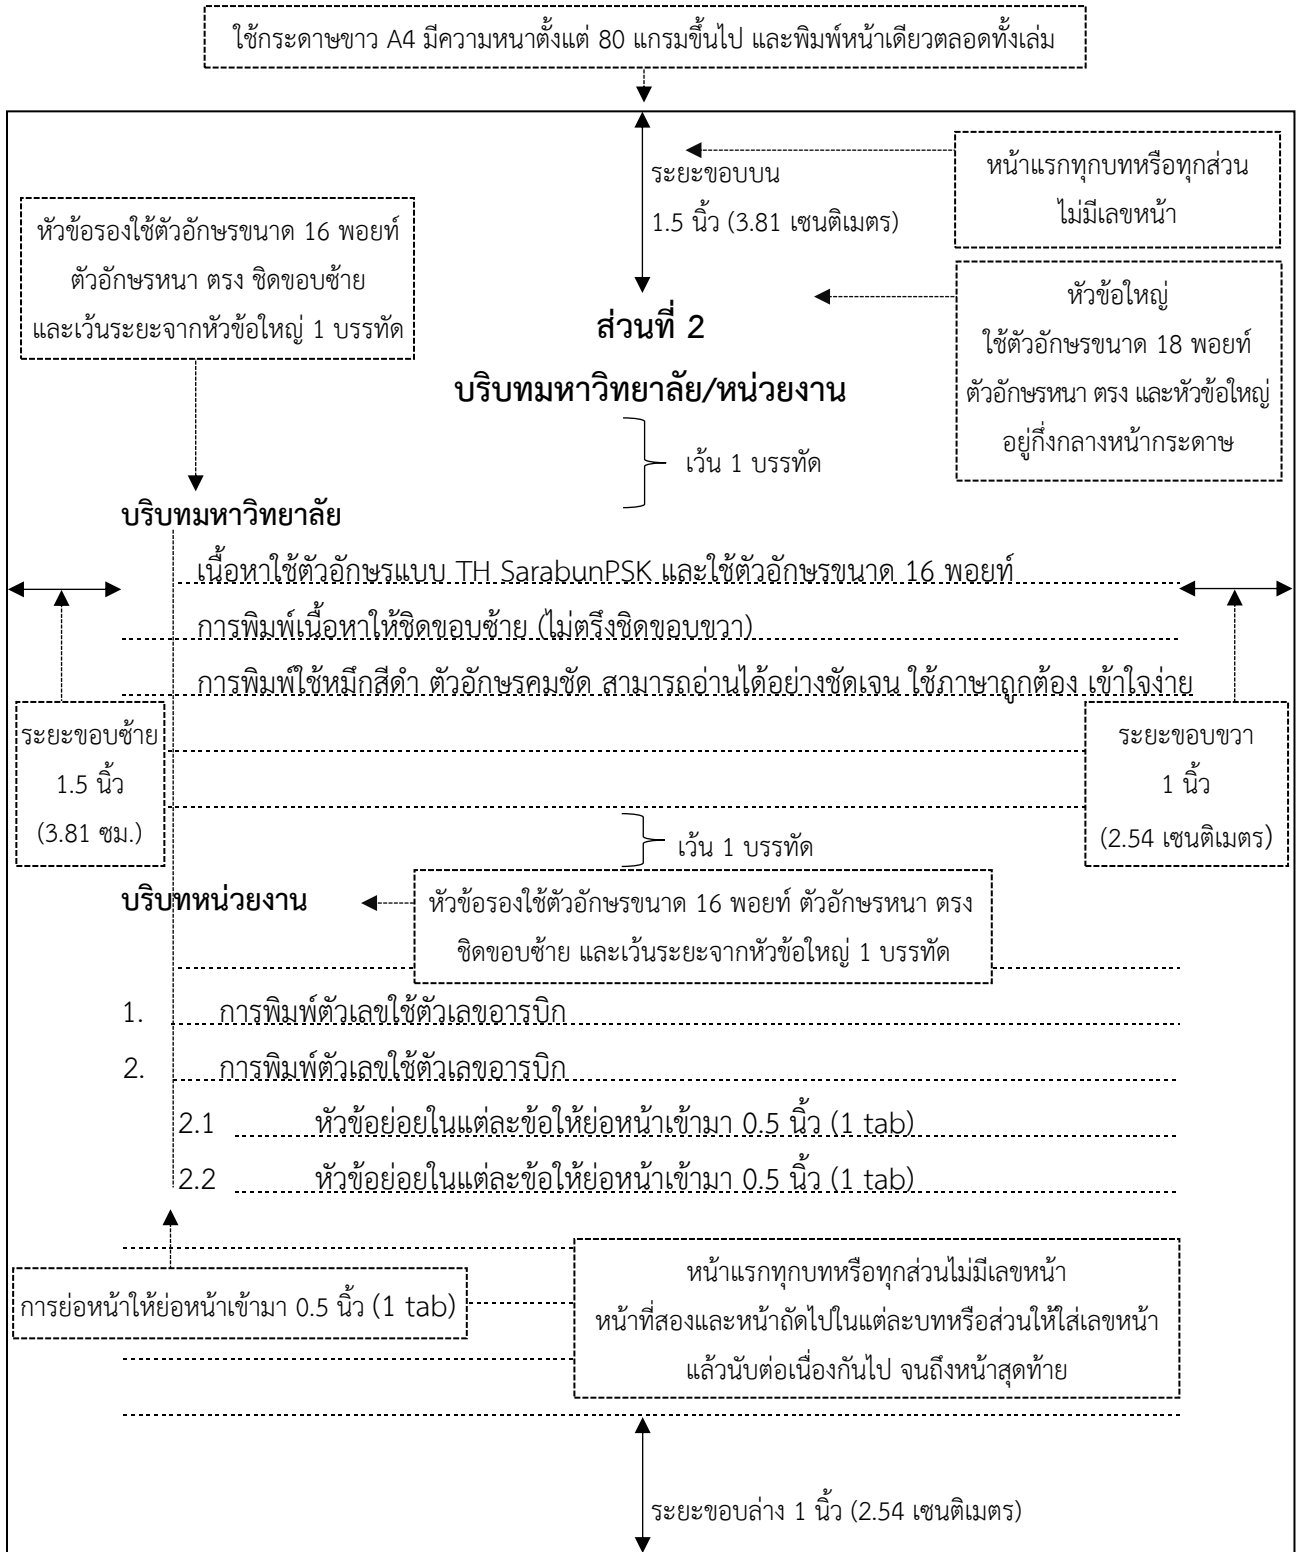 ใช้กระดาษขาว A4 มีความหนาตั้งแต่ 80 แกรมขึ้นไป และพิมพ์หน้าเดียวตลอดทั้งเล่ม
ระยะขอบบน
1.5 นิ้ว (3.81 เซนติเมตร)
หน้าแรกทุกบทหรือทุกส่วน
ไม่มีเลขหน้า
หัวข้อรองใช้ตัวอักษรขนาด 16 พอยท์
ตัวอักษรหนา ตรง ชิดขอบซ้าย
และเว้นระยะจากหัวข้อใหญ่ 1 บรรทัด
หัวข้อใหญ่
ใช้ตัวอักษรขนาด 18 พอยท์
ตัวอักษรหนา ตรง และหัวข้อใหญ่
อยู่กึ่งกลางหน้ากระดาษ
ส่วนที่ 2
บริบทมหาวิทยาลัย/หน่วยงาน
เว้น 1 บรรทัด
บริบทมหาวิทยาลัย
เนื้อหาใช้ตัวอักษรแบบ TH SarabunPSK และใช้ตัวอักษรขนาด 16 พอยท์
การพิมพ์เนื้อหาให้ชิดขอบซ้าย (ไม่ตรึงชิดขอบขวา)
การพิมพ์ใช้หมึกสีดำ ตัวอักษรคมชัด สามารถอ่านได้อย่างชัดเจน ใช้ภาษาถูกต้อง เข้าใจง่าย
ระยะขอบซ้าย
1.5 นิ้ว
(3.81 ซม.)
ระยะขอบขวา
1 นิ้ว
(2.54 เซนติเมตร)
เว้น 1 บรรทัด
บริบทหน่วยงาน
หัวข้อรองใช้ตัวอักษรขนาด 16 พอยท์ ตัวอักษรหนา ตรง
ชิดขอบซ้าย และเว้นระยะจากหัวข้อใหญ่ 1 บรรทัด
1. การพิมพ์ตัวเลขใช้ตัวเลขอารบิก
2. การพิมพ์ตัวเลขใช้ตัวเลขอารบิก
2.1 หัวข้อย่อยในแต่ละข้อให้ย่อหน้าเข้ามา 0.5 นิ้ว (1 tab)
2.2 หัวข้อย่อยในแต่ละข้อให้ย่อหน้าเข้ามา 0.5 นิ้ว (1 tab)
การย่อหน้าให้ย่อหน้าเข้ามา 0.5 นิ้ว (1 tab)
หน้าแรกทุกบทหรือทุกส่วนไม่มีเลขหน้า
หน้าที่สองและหน้าถัดไปในแต่ละบทหรือส่วนให้ใส่เลขหน้า
แล้วนับต่อเนื่องกันไป จนถึงหน้าสุดท้าย
ระยะขอบล่าง 1 นิ้ว (2.54 เซนติเมตร)